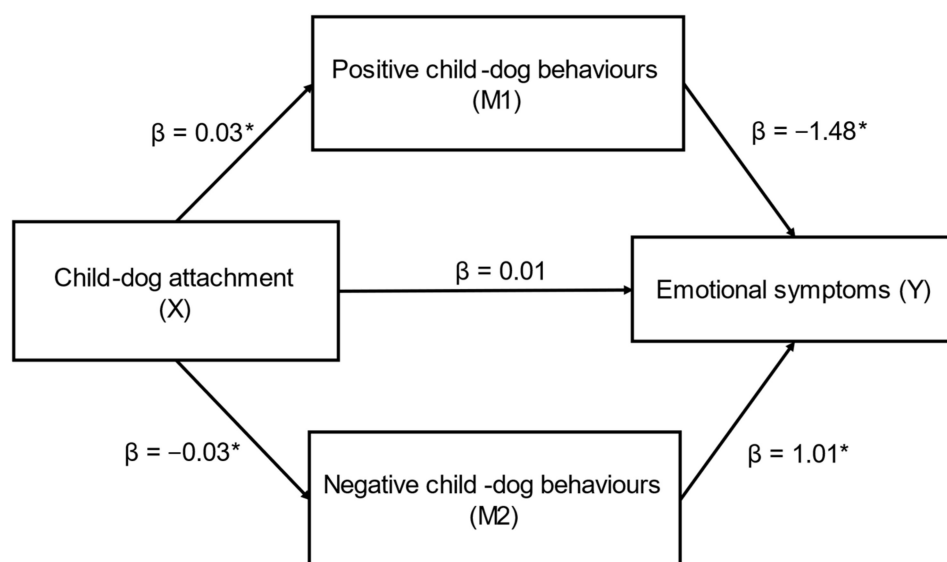 Positive child -dog behaviours
(M1)
β = 0.03*
β = −1.48*
Child-dog attachment
(X)
β = 0.01
Emotional symptoms (Y)
β = −0.03*
β = 1.01*
Negative child -dog behaviours
(M2)